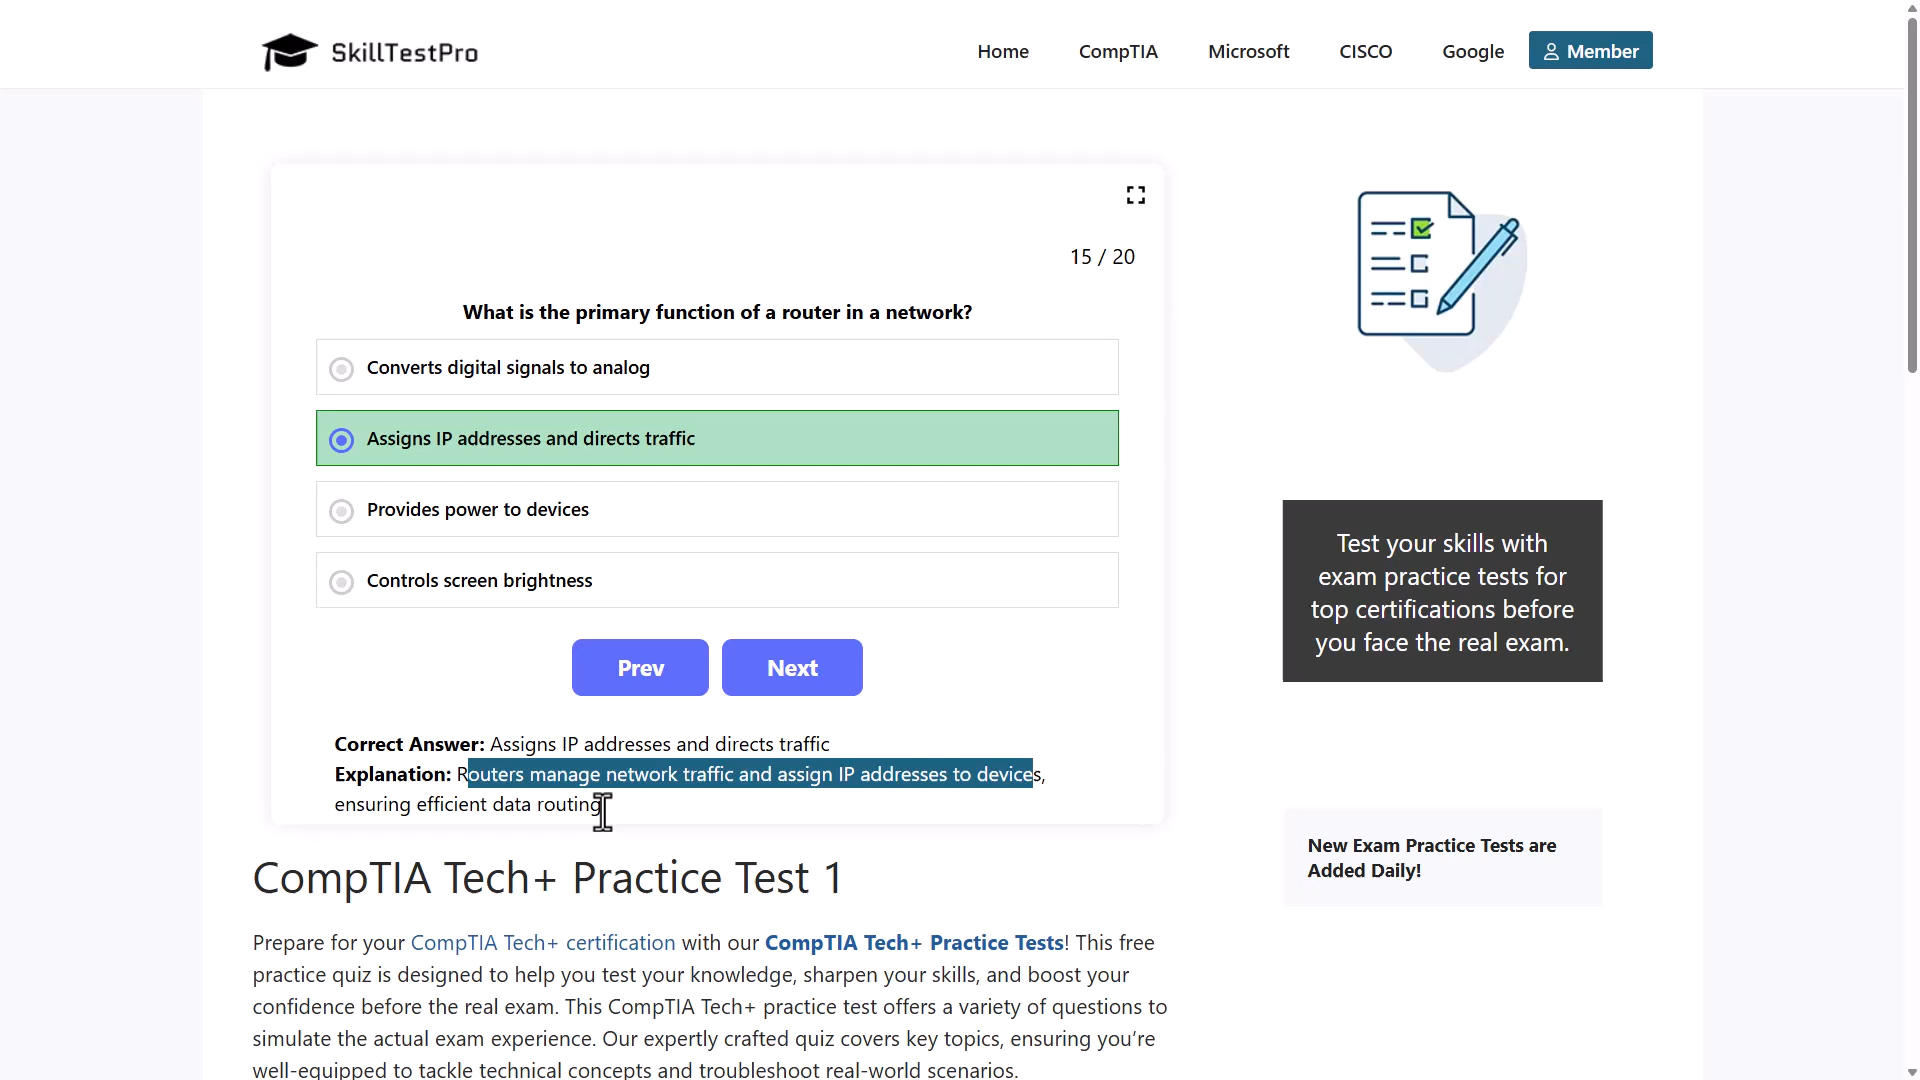 SkillTestPro
Home CompTIA Microsoft CISCO Google Member
15 / 20
What is the primary function of a router in a network?
Converts digital signals to analog
Assigns IP addresses and directs traffic
Provides power to devices
Controls screen brightness
Prev Next
Correct Answer: Assigns IP addresses and directs traffic
Explanation: Routers manage network traffic and assign IP addresses to devices,
ensuring efficient data routing
CompTIA Tech+ Practice Test 1
Prepare for your CompTIA Tech+ certification with our CompTIA Tech+ Practice Tests! This free
practice quiz is designed to help you test your knowledge, sharpen your skills, and boost your
confidence before the real exam. This CompTIA Tech+ practice test offers a variety of questions to
simulate the actual exam experience. Our expertly crafted quiz covers key topics, ensuring you’re
well-equipped to tackle technical concepts and troubleshoot real-world scenarios.
Test your skills with
exam practice tests for
top certifications before
you face the real exam.
New Exam Practice Tests are
Added Daily!